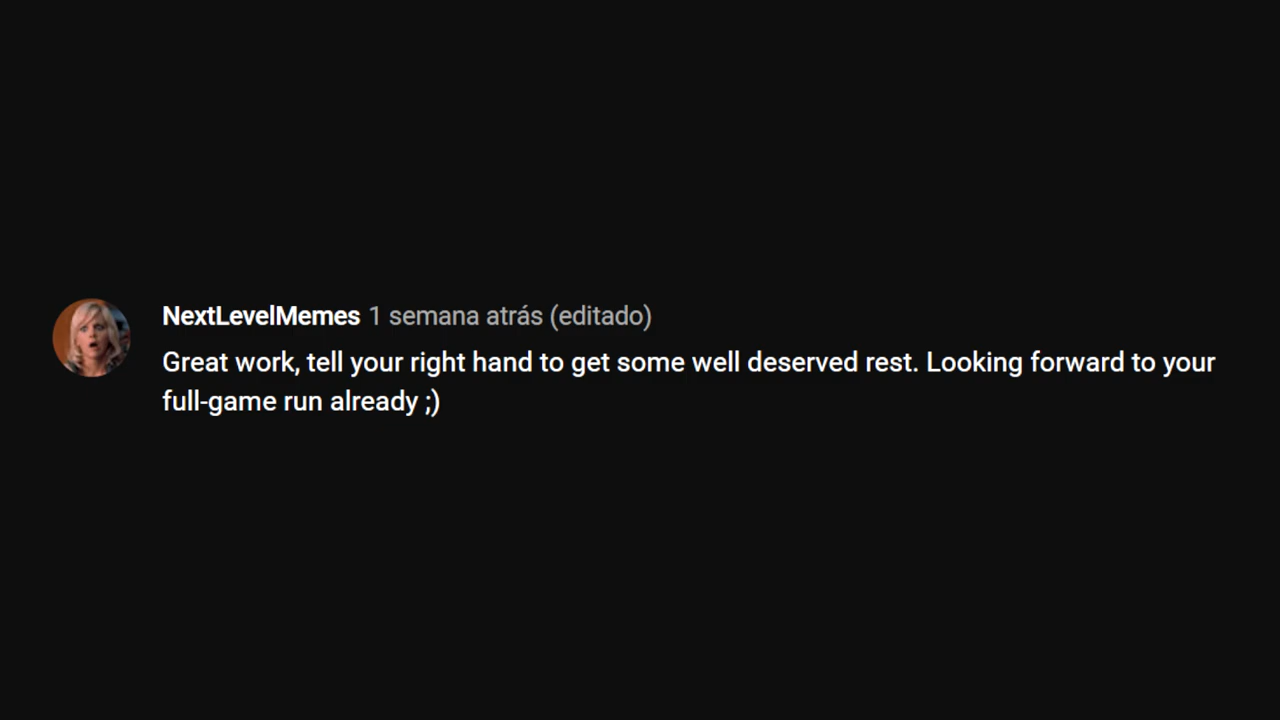 NextLevelMemes 1 semana atrás (editado)
Great work, tell your right hand to get some well deserved rest. Looking forward to your
full-game run already ;)